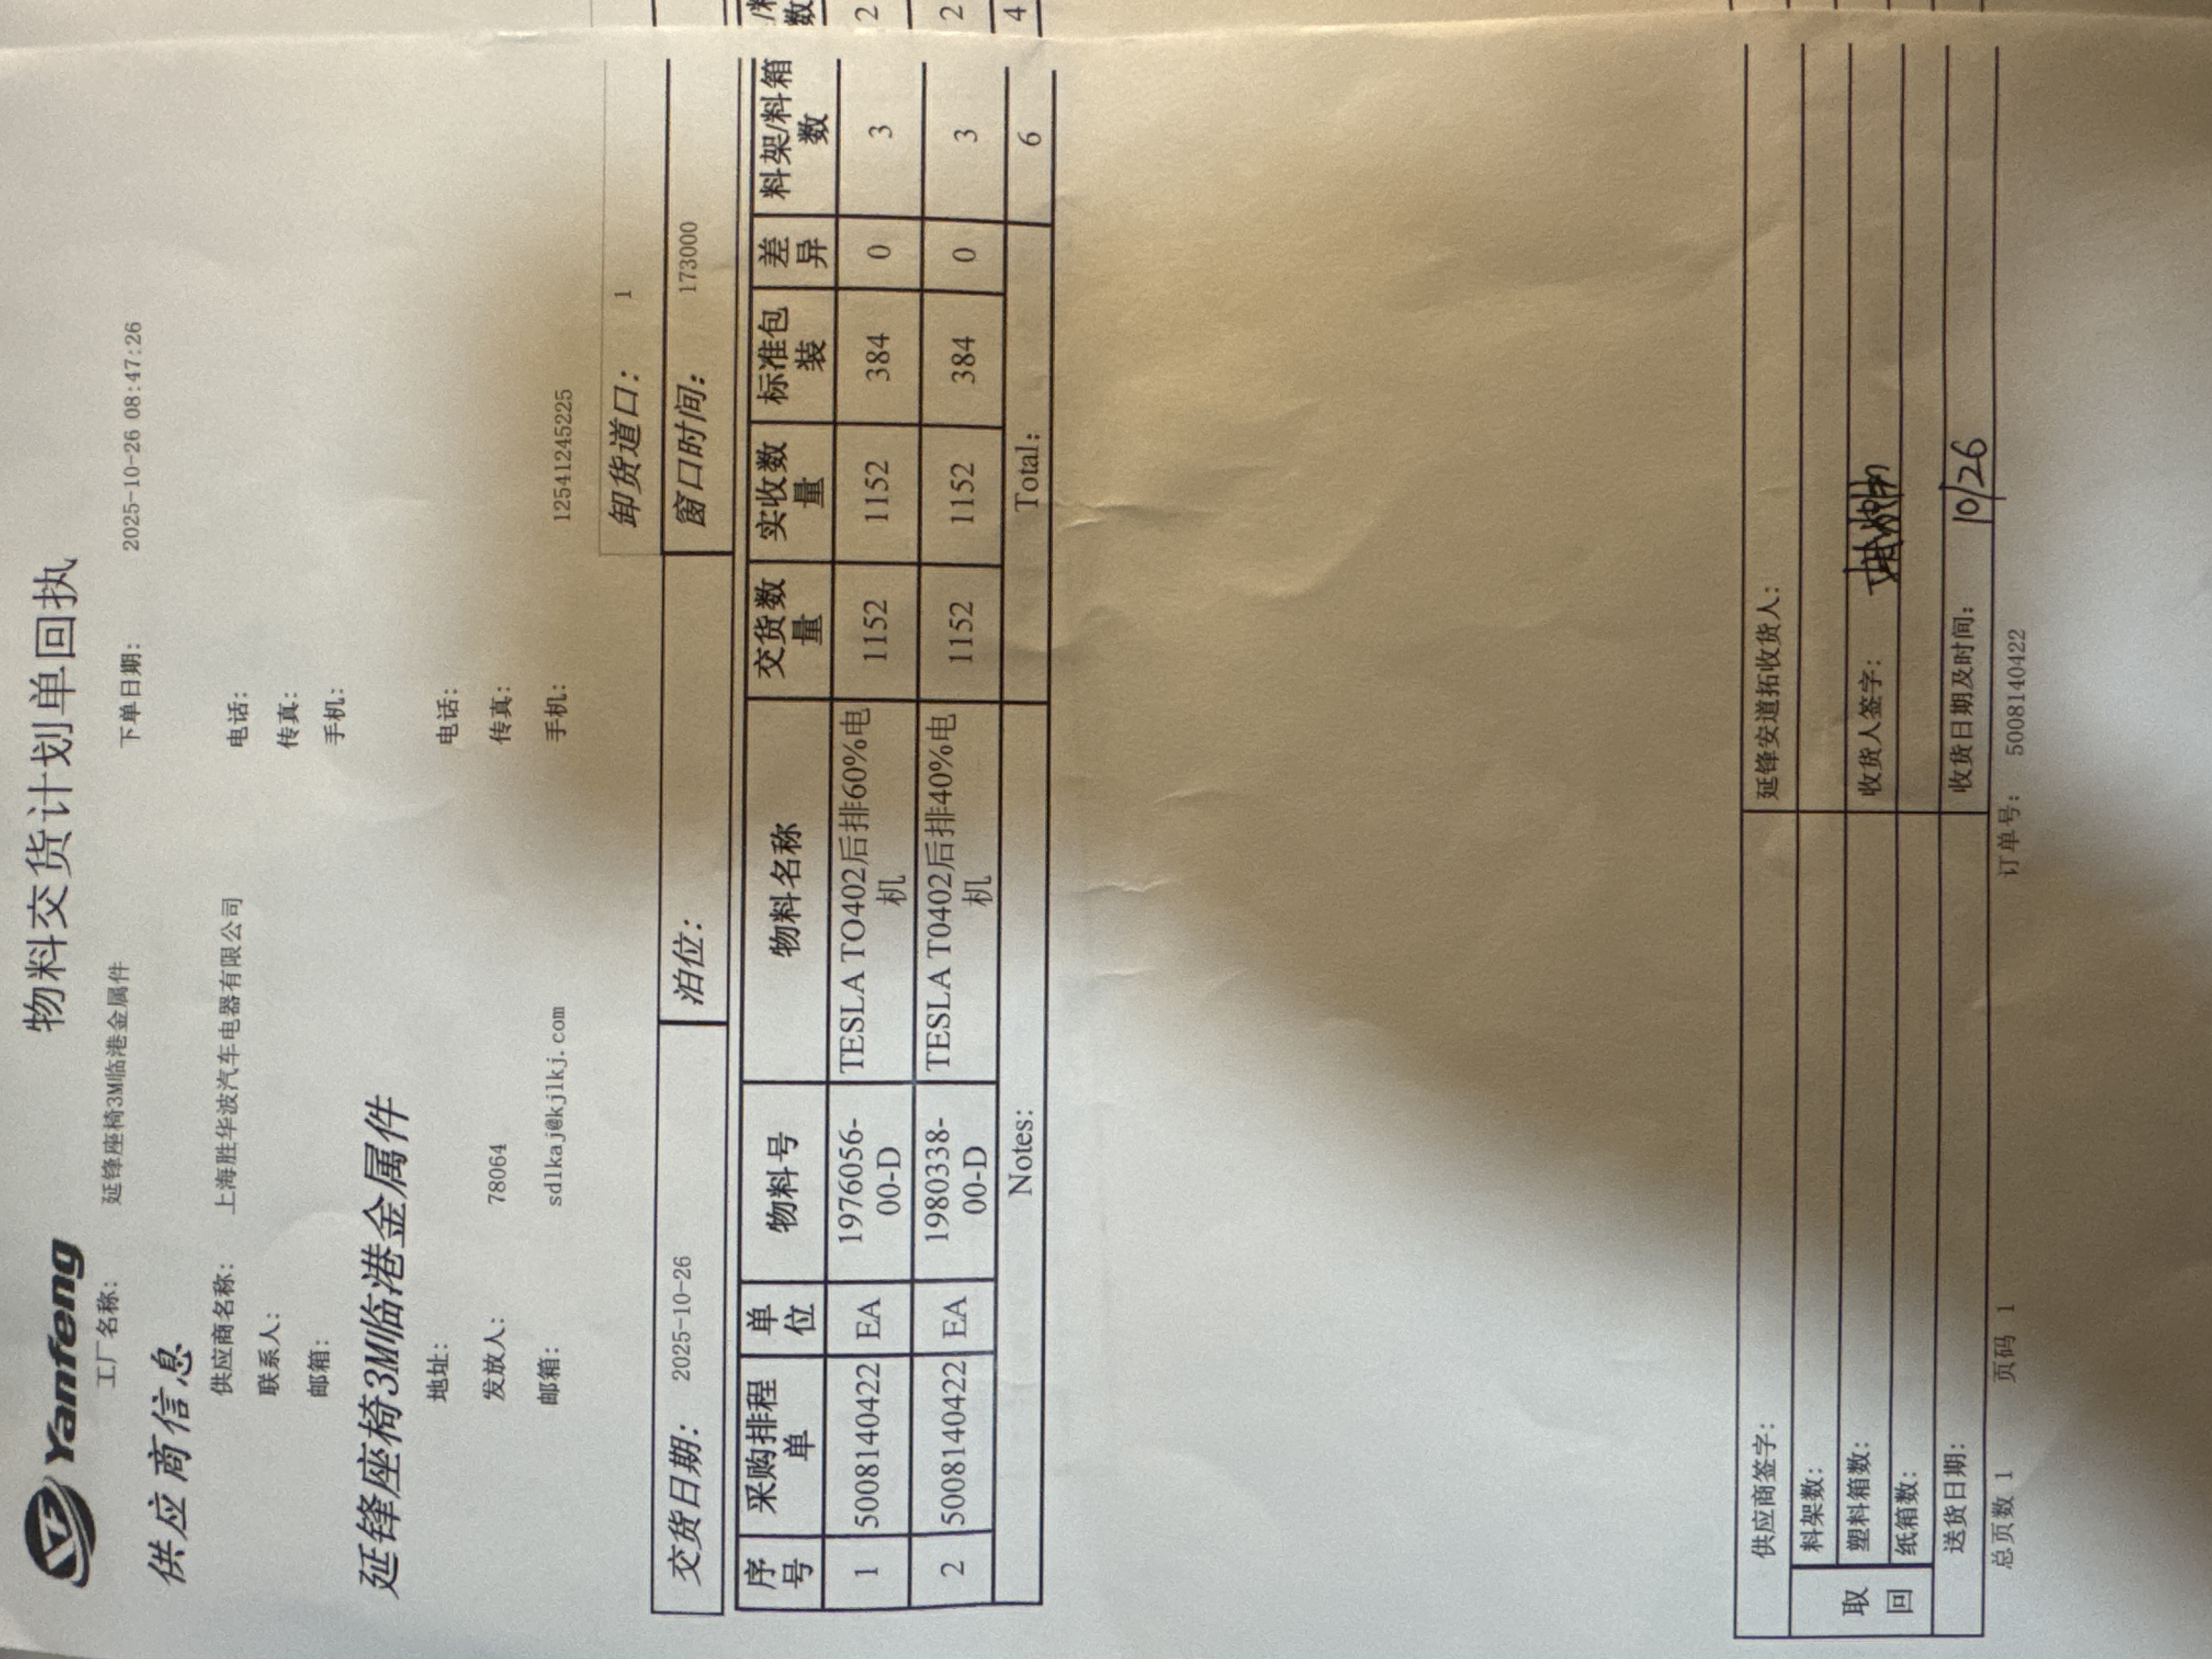 Yanfeng
物料交货计划单回执
工厂名称: 延锋座椅3M临港金属件 下单日期: 2025-10-26 08:47:26
供应商信息
供应商名称: 上海胜华波汽车电器有限公司 电话:
联系人: 传真:
邮箱: 手机:
延锋座椅3M临港金属件
地址: 电话:
发放人: 78064 传真:
邮箱: sdlkaj@kjlkj.com 手机: 12541245225
卸货道口: 1
交货日期: 2025-10-26 泊位: 窗口时间: 173000
序号 采购排程单 单位 物料号 物料名称 交货数量 实收数量 标准包装 差异 料架/料箱数
1 5008140422 EA 1976056-00-D TESLA TO402后排60%电机 1152 1152 384 0 3
2 5008140422 EA 1980338-00-D TESLA T0402后排40%电机 1152 1152 384 0 3
Notes: Total: 6
供应商签字: 延锋安道拓收货人:
取回 料架数:
塑料箱数: 收货人签字:
纸箱数:
送货日期: 收货日期及时间: 10/26
总页数 1 页码 1 订单号: 5008140422
2
2
4